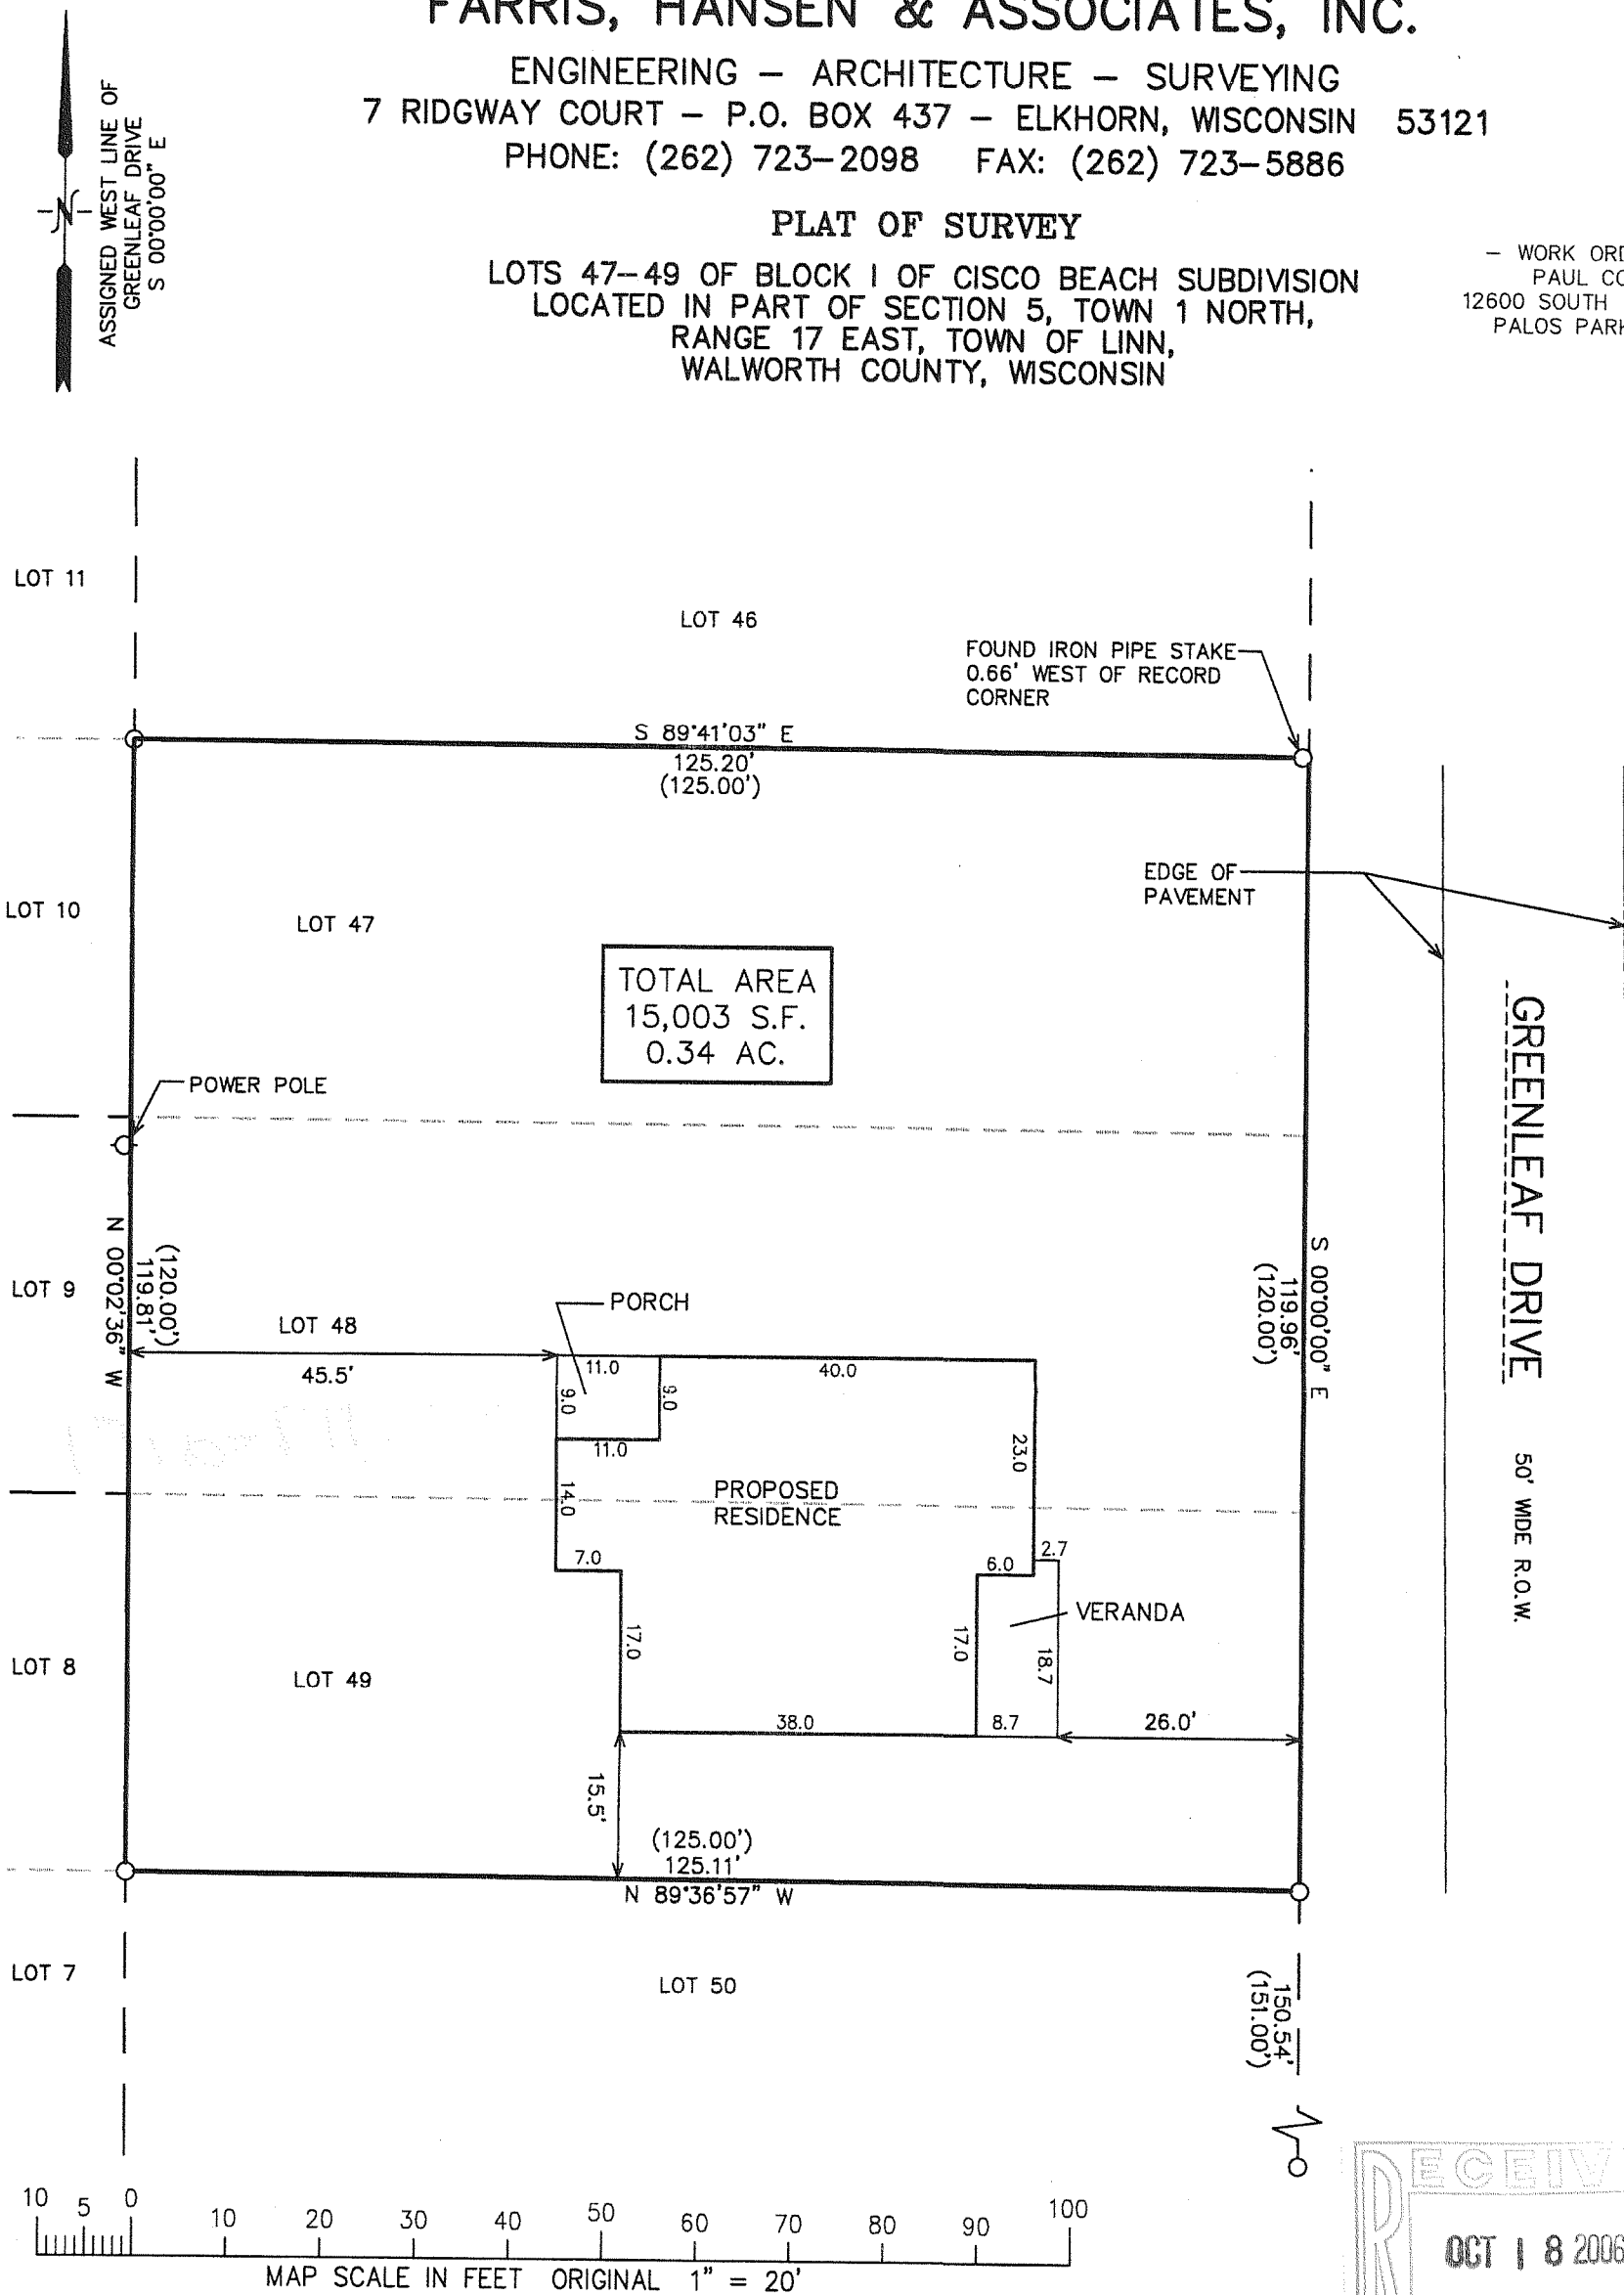 FARRIS, HANSEN & ASSOCIATES, INC.
ENGINEERING – ARCHITECTURE – SURVEYING
7 RIDGWAY COURT – P.O. BOX 437 – ELKHORN, WISCONSIN 53121
PHONE: (262) 723–2098 FAX: (262) 723–5886
PLAT OF SURVEY
LOTS 47–49 OF BLOCK I OF CISCO BEACH SUBDIVISION
LOCATED IN PART OF SECTION 5, TOWN 1 NORTH,
RANGE 17 EAST, TOWN OF LINN,
WALWORTH COUNTY, WISCONSIN
– WORK ORD
PAUL CO
12600 SOUTH
PALOS PARK
N
ASSIGNED WEST LINE OF
GREENLEAF DRIVE
S 00°00'00" E
LOT 11
LOT 46
FOUND IRON PIPE STAKE
0.66' WEST OF RECORD
CORNER
S 89°41'03" E
125.20'
(125.00')
EDGE OF
PAVEMENT
LOT 10
LOT 47
TOTAL AREA
15,003 S.F.
0.34 AC.
POWER POLE
GREENLEAF DRIVE
50' WIDE R.O.W.
N 00°02'36" W
119.81'
(120.00')
S 00°00'00" E
119.96'
(120.00')
LOT 9
LOT 48
PORCH
45.5'
11.0
40.0
9.0
9.0
11.0
23.0
14.0
PROPOSED
RESIDENCE
7.0
6.0
2.7
VERANDA
17.0
17.0
18.7
LOT 8
LOT 49
38.0
8.7
26.0'
15.5'
(125.00')
125.11'
N 89°36'57" W
LOT 7
LOT 50
150.54'
(151.00')
10 5 0 10 20 30 40 50 60 70 80 90 100
MAP SCALE IN FEET ORIGINAL 1" = 20'
RECEIV
OCT 18 2006